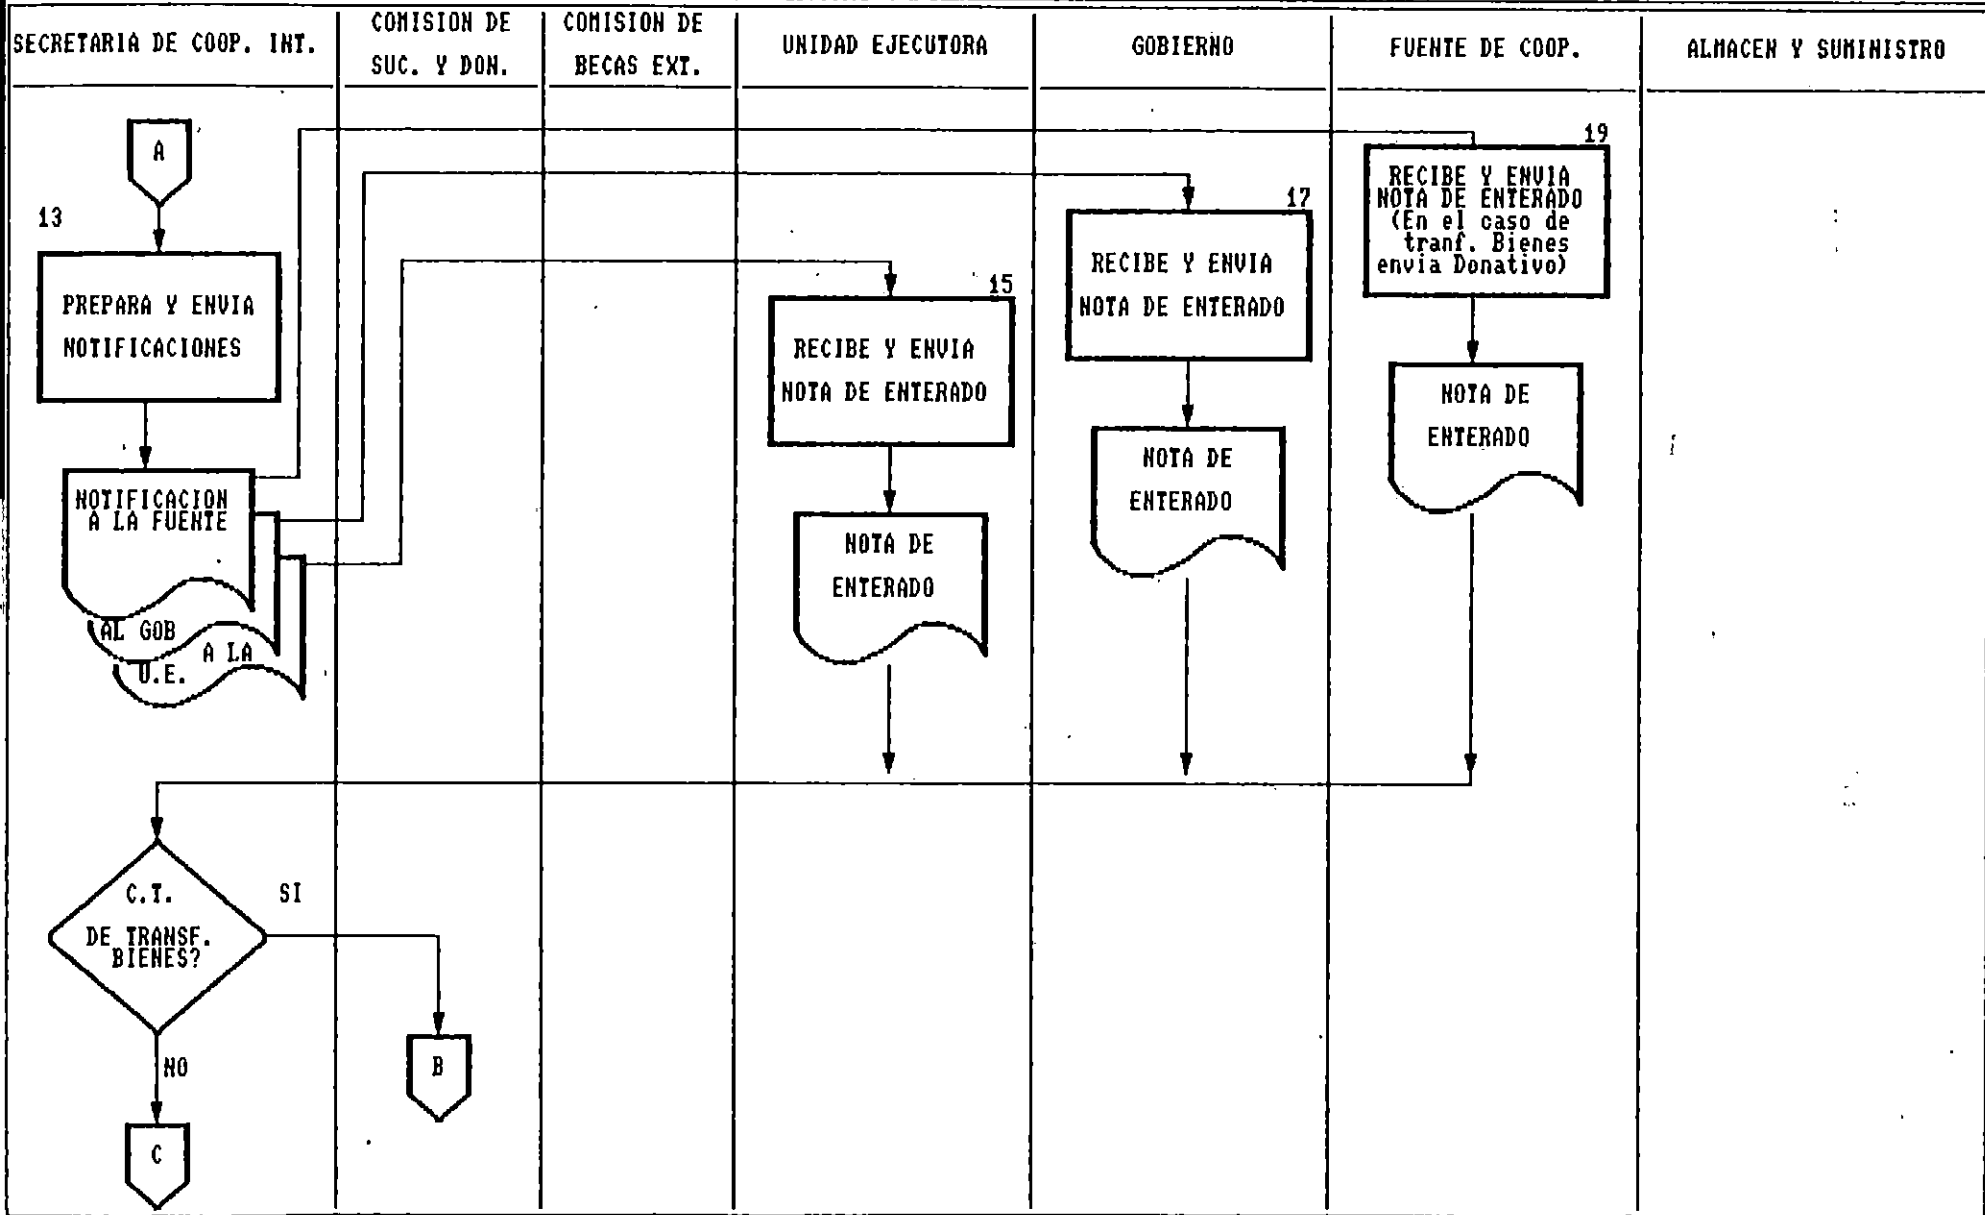 SECRETARIA DE COOP. INT.
COMISION DE
SUC. Y DON.
COMISION DE
BECAS EXT.
UNIDAD EJECUTORA
GOBIERNO
FUENTE DE COOP.
ALMACEN Y SUMINISTRO
A
13
PREPARA Y ENVIA
NOTIFICACIONES
NOTIFICACION
A LA FUENTE
AL GOB
A LA
U.E.
15
RECIBE Y ENVIA
NOTA DE ENTERADO
NOTA DE
ENTERADO
17
RECIBE Y ENVIA
NOTA DE ENTERADO
NOTA DE
ENTERADO
19
RECIBE Y ENVIA
NOTA DE ENTERADO
(En el caso de
tranf. Bienes
envia Donativo)
NOTA DE
ENTERADO
C.T.
DE TRANSF.
BIENES?
SI
NO
B
C